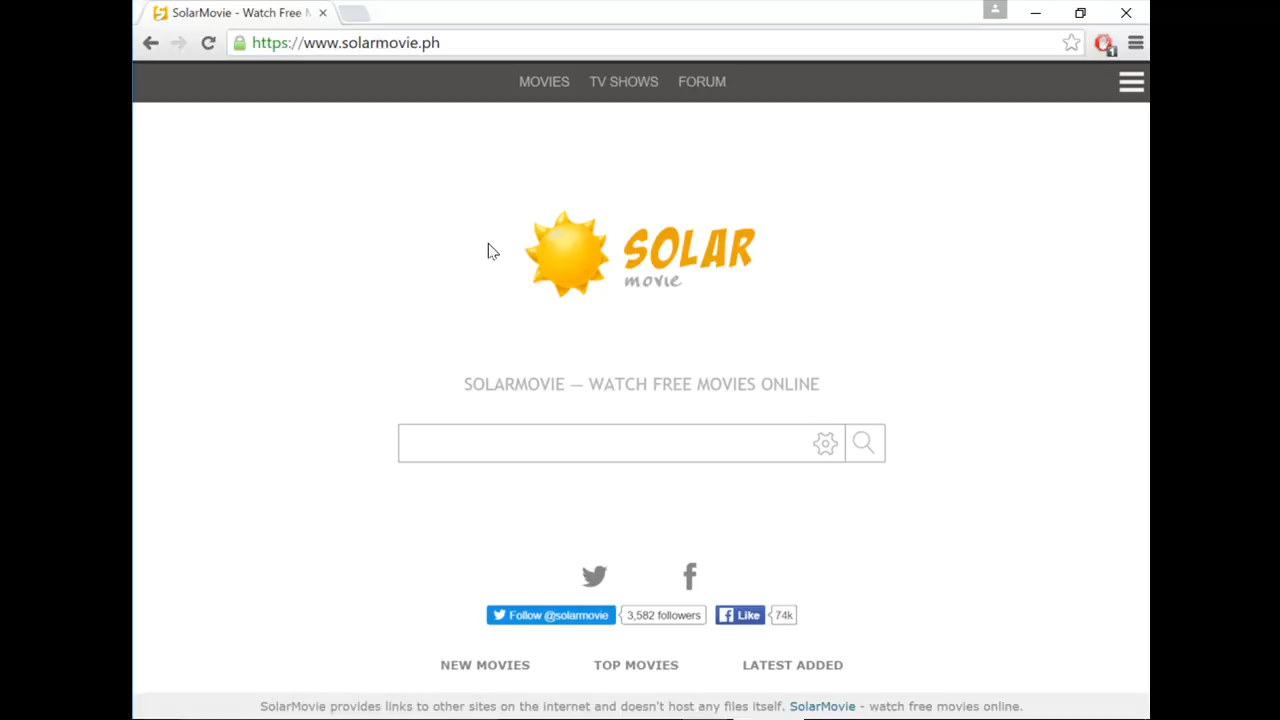 SolarMovie - Watch Free M
https://www.solarmovie.ph
1
MOVIES TV SHOWS FORUM
SOLAR
movie
SOLARMOVIE — WATCH FREE MOVIES ONLINE
Follow @solarmovie 3,582 followers Like 74k
NEW MOVIES TOP MOVIES LATEST ADDED
SolarMovie provides links to other sites on the internet and doesn't host any files itself. SolarMovie - watch free movies online.